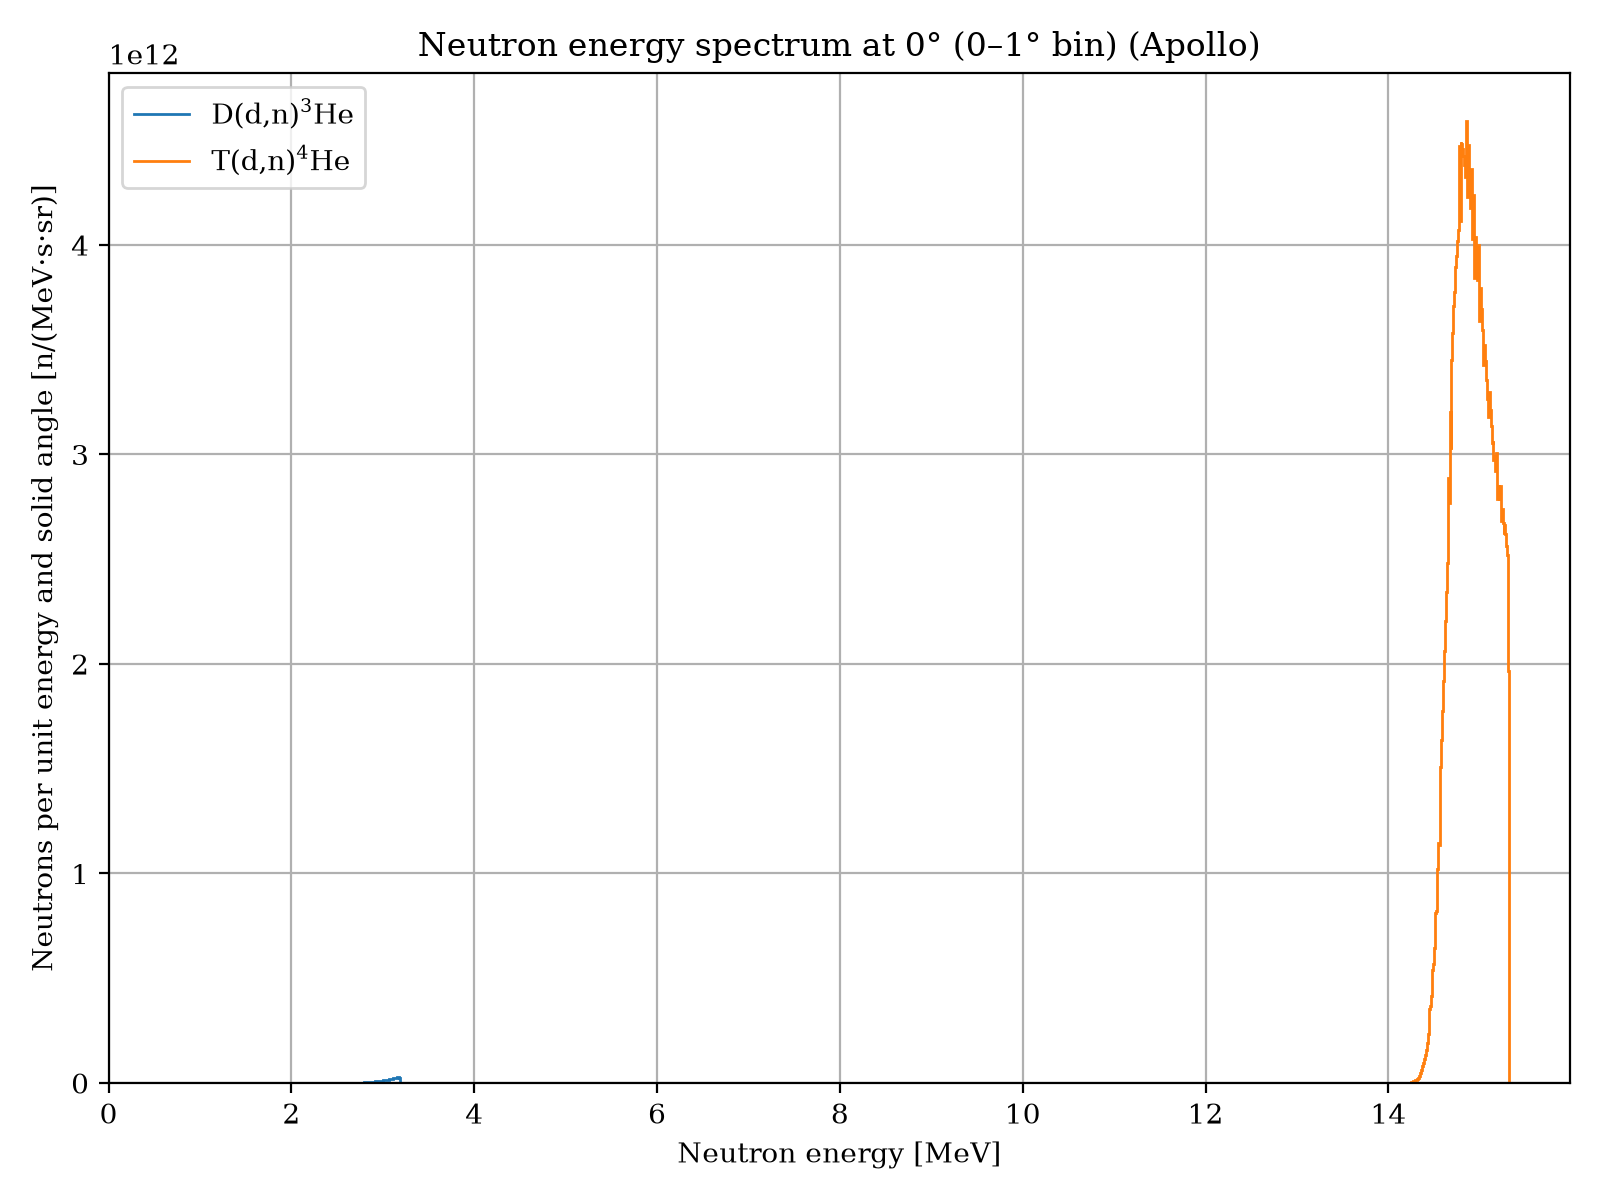 Neutron energy spectrum at 0° (0–1° bin) (Apollo)
1e12
D(d,n)³He
T(d,n)⁴He
Neutrons per unit energy and solid angle [n/(MeV·s·sr)]
4
3
2
1
0
0 2 4 6 8 10 12 14
Neutron energy [MeV]